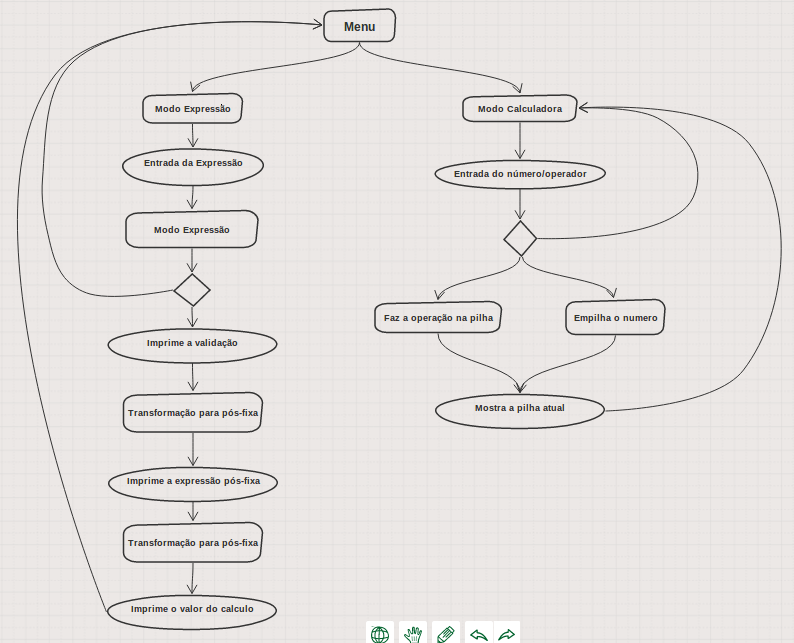 Menu
Modo Expressão
Modo Calculadora
Entrada da Expressão
Entrada do número/operador
Modo Expressão
Faz a operação na pilha
Empilha o numero
Imprime a validação
Transformação para pós-fixa
Mostra a pilha atual
Imprime a expressão pós-fixa
Transformação para pós-fixa
Imprime o valor do calculo